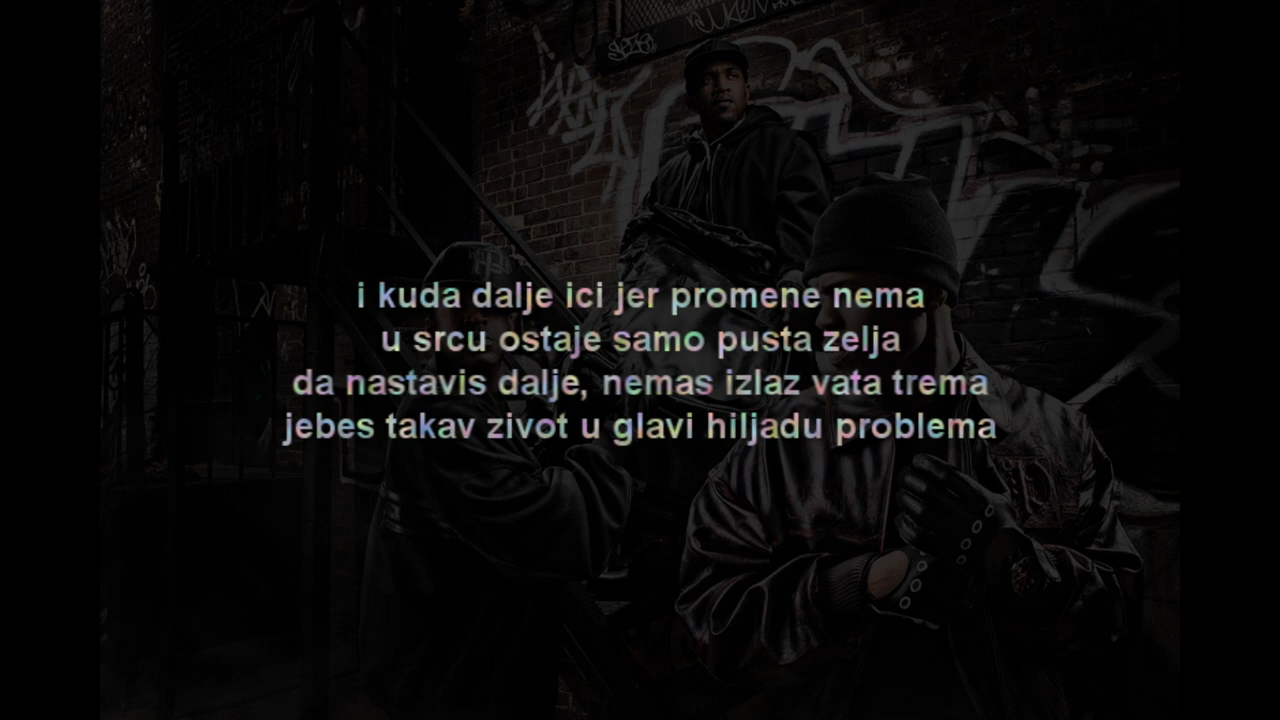 i kuda dalje ici jer promene nema
u srcu ostaje samo pusta zelja
da nastavis dalje, nemas izlaz vata trema
jebes takav zivot u glavi hiljadu problema